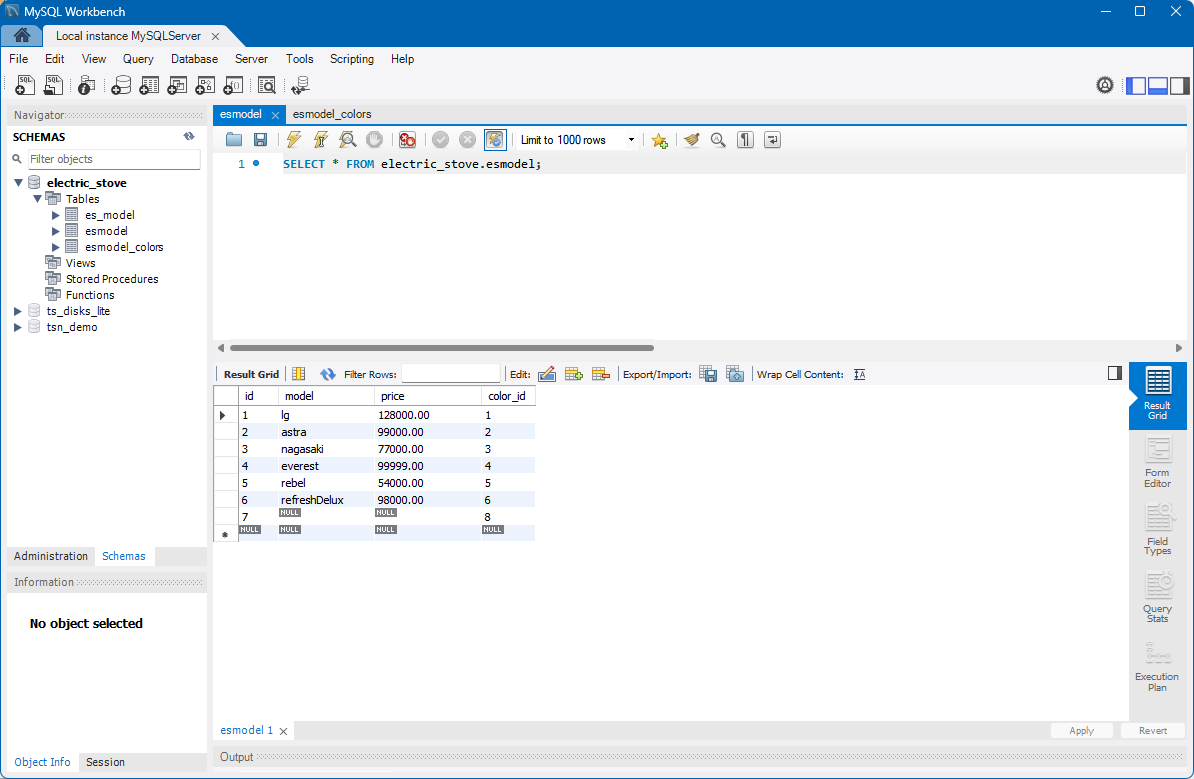 MySQL Workbench
Local instance MySQLServer
File Edit View Query Database Server Tools Scripting Help
Navigator
SCHEMAS
Filter objects
electric_stove
Tables
es_model
esmodel
esmodel_colors
Views
Stored Procedures
Functions
ts_disks_lite
tsn_demo
Administration Schemas
Information
No object selected
Object Info Session
esmodel esmodel_colors
Limit to 1000 rows
1 SELECT * FROM electric_stove.esmodel;
Result Grid Filter Rows: Edit: Export/Import: Wrap Cell Content:
id model price color_id
1 lg 128000.00 1
2 astra 99000.00 2
3 nagasaki 77000.00 3
4 everest 99999.00 4
5 rebel 54000.00 5
6 refreshDelux 98000.00 6
7 NULL NULL 8
NULL NULL NULL NULL
Result
Grid
Form
Editor
Field
Types
Query
Stats
Execution
Plan
esmodel 1
Apply Revert
Output